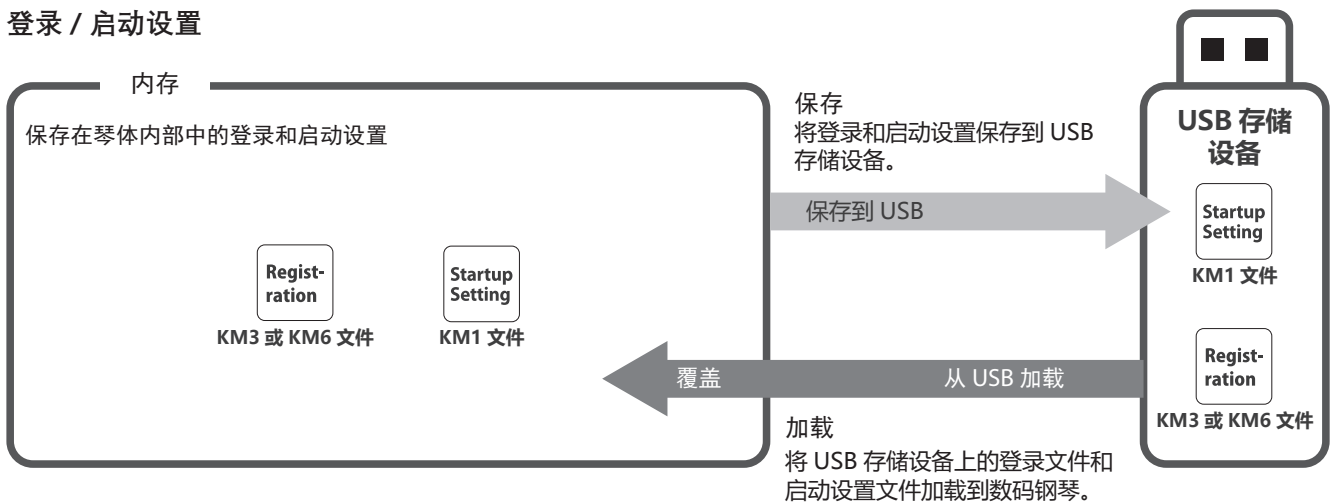 登录 / 启动设置
内存
保存在琴体内部中的登录和启动设置
Regist-
ration
KM3 或 KM6 文件
Startup
Setting
KM1 文件
保存
将登录和启动设置保存到 USB
存储设备。
保存到 USB
覆盖
从 USB 加载
加载
将 USB 存储设备上的登录文件和
启动设置文件加载到数码钢琴。
USB 存储
设备
Startup
Setting
KM1 文件
Regist-
ration
KM3 或 KM6 文件